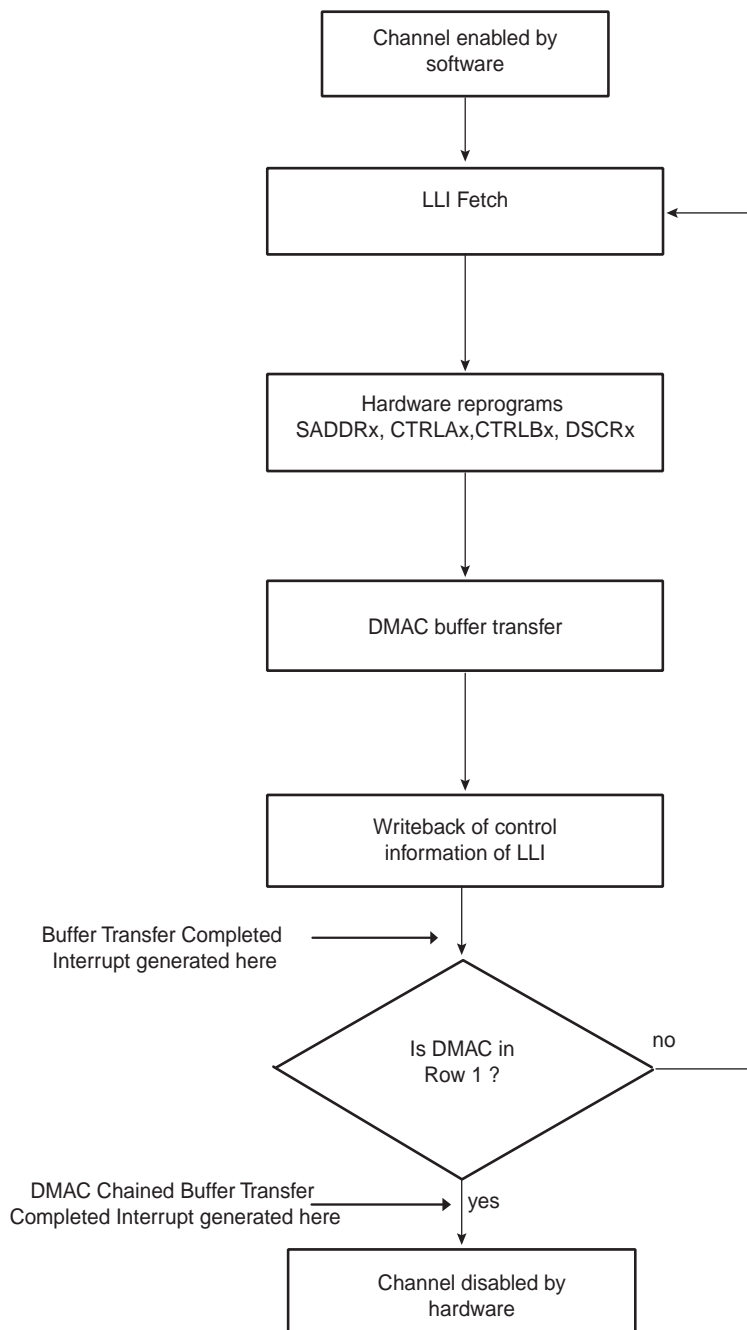 Channel enabled by
software
LLI Fetch
Hardware reprograms
SADDRx, CTRLAx,CTRLBx, DSCRx
DMAC buffer transfer
Writeback of control
information of LLI
Buffer Transfer Completed
Interrupt generated here
Is DMAC in
Row 1 ?
no
DMAC Chained Buffer Transfer
Completed Interrupt generated here
yes
Channel disabled by
hardware